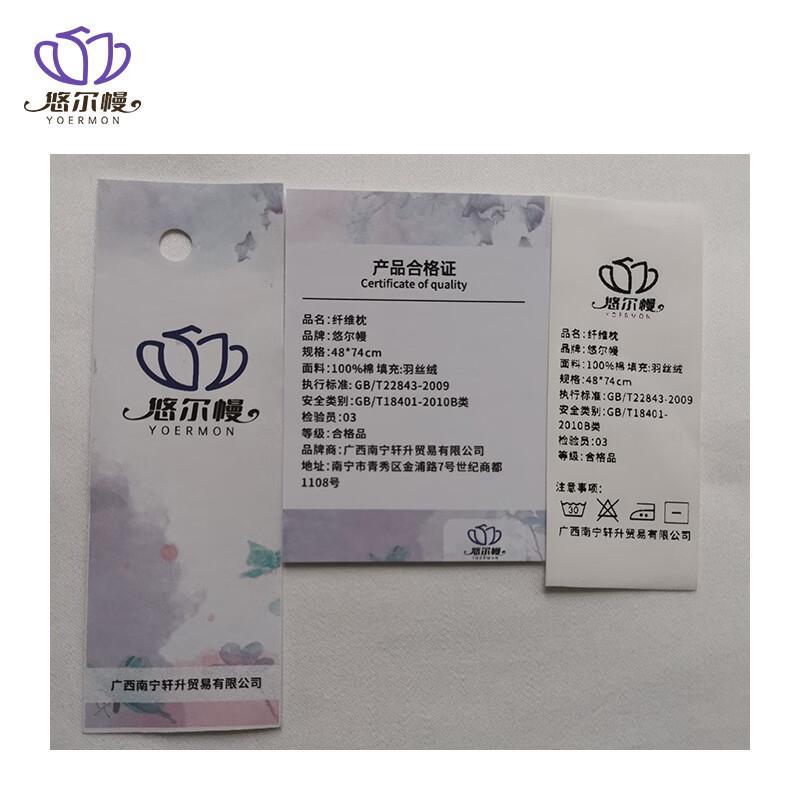 悠尔幔
YOERMON
悠尔幔
YOERMON
广西南宁轩升贸易有限公司
产品合格证
Certificate of quality
品名:纤维枕
品牌:悠尔幔
规格:48*74cm
面料:100%棉 填充:羽丝绒
执行标准:GB/T22843-2009
安全类别:GB/T18401-2010B类
检验员:03
等级:合格品
品牌商:广西南宁轩升贸易有限公司
地址:南宁市青秀区金浦路7号世纪商都
1108号
悠尔幔
YOERMON
悠尔幔
YOERMON
品名:纤维枕
品牌:悠尔幔
面料:100%棉 填充:羽丝绒
规格:48*74cm
执行标准:GB/T22843-2009
安全类别:GB/T18401-
2010B类
检验员:03
等级:合格品
注意事项:
30
广西南宁轩升贸易有限公司